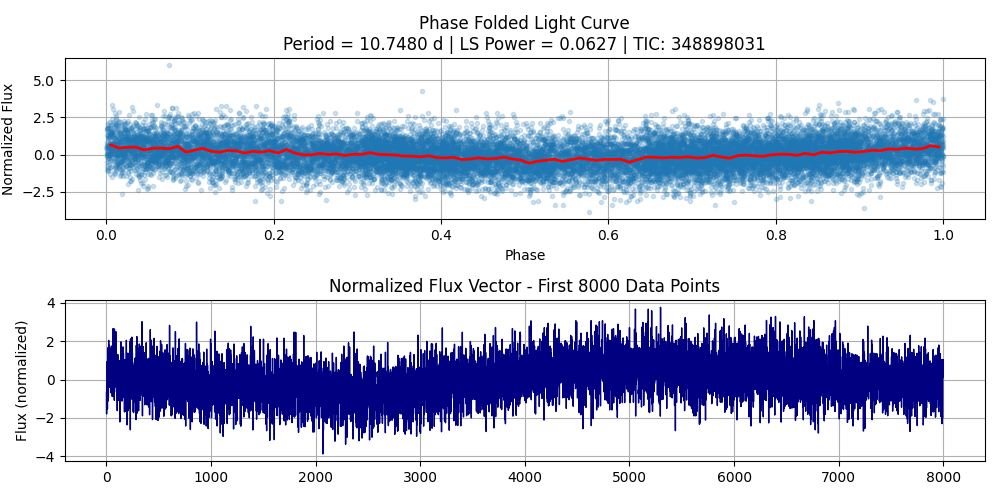 Phase Folded Light Curve
Period = 10.7480 d | LS Power = 0.0627 | TIC: 348898031
Normalized Flux
5.0
2.5
0.0
−2.5
0.0 0.2 0.4 0.6 0.8 1.0
Phase
Normalized Flux Vector - First 8000 Data Points
Flux (normalized)
4
2
0
−2
−4
0 1000 2000 3000 4000 5000 6000 7000 8000